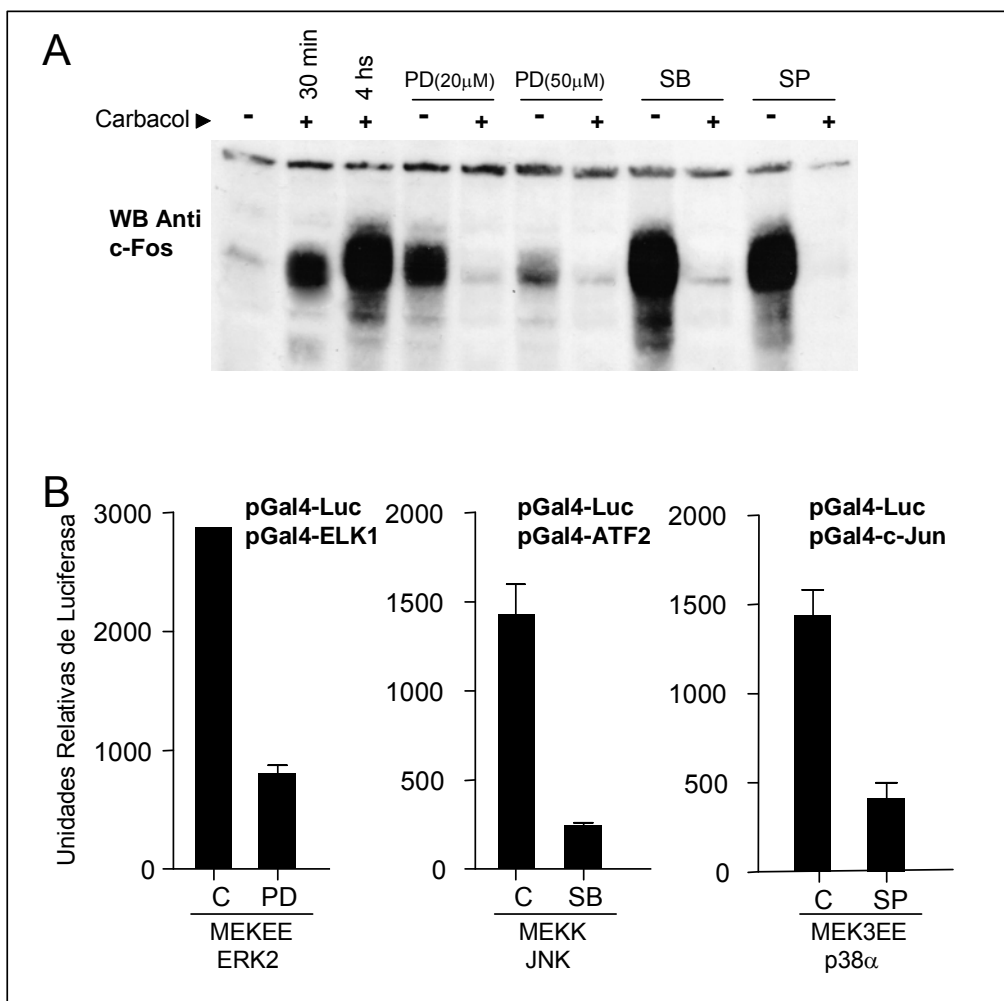 A
30 min
4 hs
PD(20μM)
PD(50μM)
SB
SP
Carbacol ►
- + + - + - + - + - +
WB Anti
c-Fos
B
Unidades Relativas de Luciferasa
3000
2000
1000
0
pGal4-Luc
pGal4-ELK1
C PD
MEKEE
ERK2
2000
1500
1000
500
0
pGal4-Luc
pGal4-ATF2
C SB
MEKK
JNK
2000
1500
1000
500
0
pGal4-Luc
pGal4-c-Jun
C SP
MEK3EE
p38α